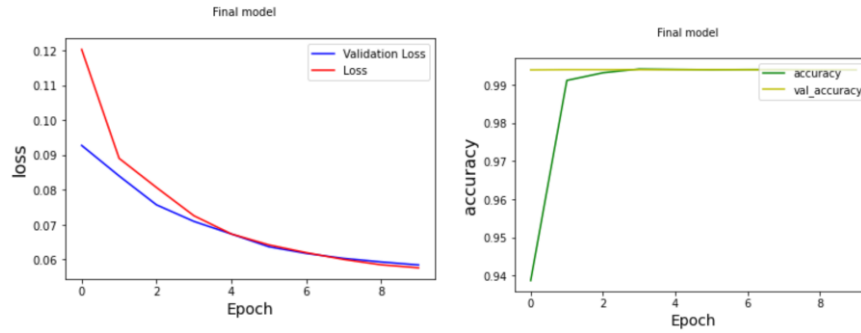 Final model
0.12
0.11
0.10
0.09
0.08
0.07
0.06
loss
Validation Loss
Loss
0 2 4 6 8
Epoch
Final model
0.99
0.98
0.97
0.96
0.95
0.94
accuracy
accuracy
val_accuracy
0 2 4 6 8
Epoch